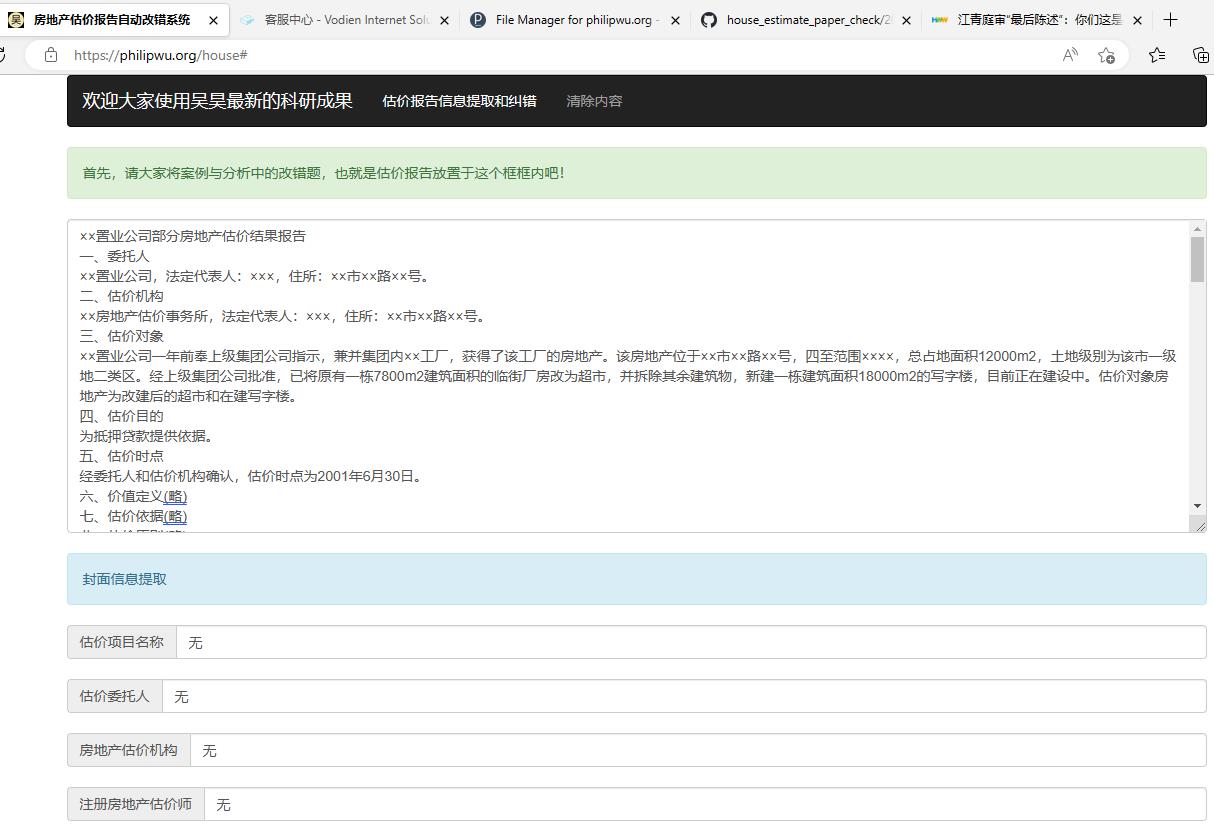 房地产估价报告自动改错系统
客服中心 - Vodien Internet Solu
File Manager for philipwu.org -
house_estimate_paper_check/2
江青庭审"最后陈述"：你们这是
https://philipwu.org/house#
欢迎大家使用吴昊最新的科研成果 估价报告信息提取和纠错 清除内容
首先，请大家将案例与分析中的改错题，也就是估价报告放置于这个框框内吧！
××置业公司部分房地产估价结果报告
一、委托人
××置业公司，法定代表人：×××，住所：××市××路××号。
二、估价机构
××房地产估价事务所，法定代表人：×××，住所：××市××路××号。
三、估价对象
××置业公司一年前奉上级集团公司指示，兼并集团内××工厂，获得了该工厂的房地产。该房地产位于××市××路××号，四至范围××××，总占地面积12000m2，土地级别为该市一级
地二类区。经上级集团公司批准，已将原有一栋7800m2建筑面积的临街厂房改为超市，并拆除其余建筑物，新建一栋建筑面积18000m2的写字楼，目前正在建设中。估价对象房
地产为改建后的超市和在建写字楼。
四、估价目的
为抵押贷款提供依据。
五、估价时点
经委托人和估价机构确认，估价时点为2001年6月30日。
六、价值定义(略)
七、估价依据(略)
封面信息提取
估价项目名称 无
估价委托人 无
房地产估价机构 无
注册房地产估价师 无